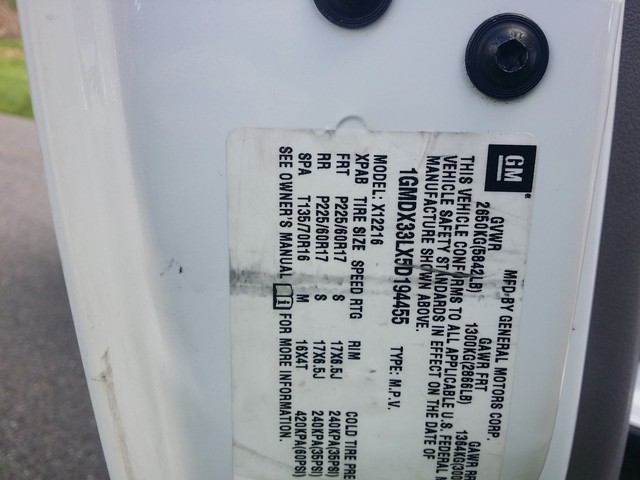 GM
MFD-BY GENERAL MOTORS CORP.
GVWR GAWR FRT GAWR RR
2650KG(5842LB) 1300KG(2866LB) 1364KG(300
THIS VEHICLE CONFORMS TO ALL APPLICABLE U.S. FEDERAL M
VEHICLE SAFETY STANDARDS IN EFFECT ON THE DATE OF
MANUFACTURE SHOWN ABOVE.
1GMDX33LX5D194455 TYPE: M.P.V.
MODEL: X12216
XPAB TIRE SIZE SPEED RTG RIM COLD TIRE PRE
FRT P225/60R17 S 17X6.5J 240KPA(35PSI)
RR P225/60R17 S 17X6.5J 240KPA(35PSI)
SPA T135/70R16 M 16X4T 420KPA(60PSI)
SEE OWNER'S MANUAL FOR MORE INFORMATION.